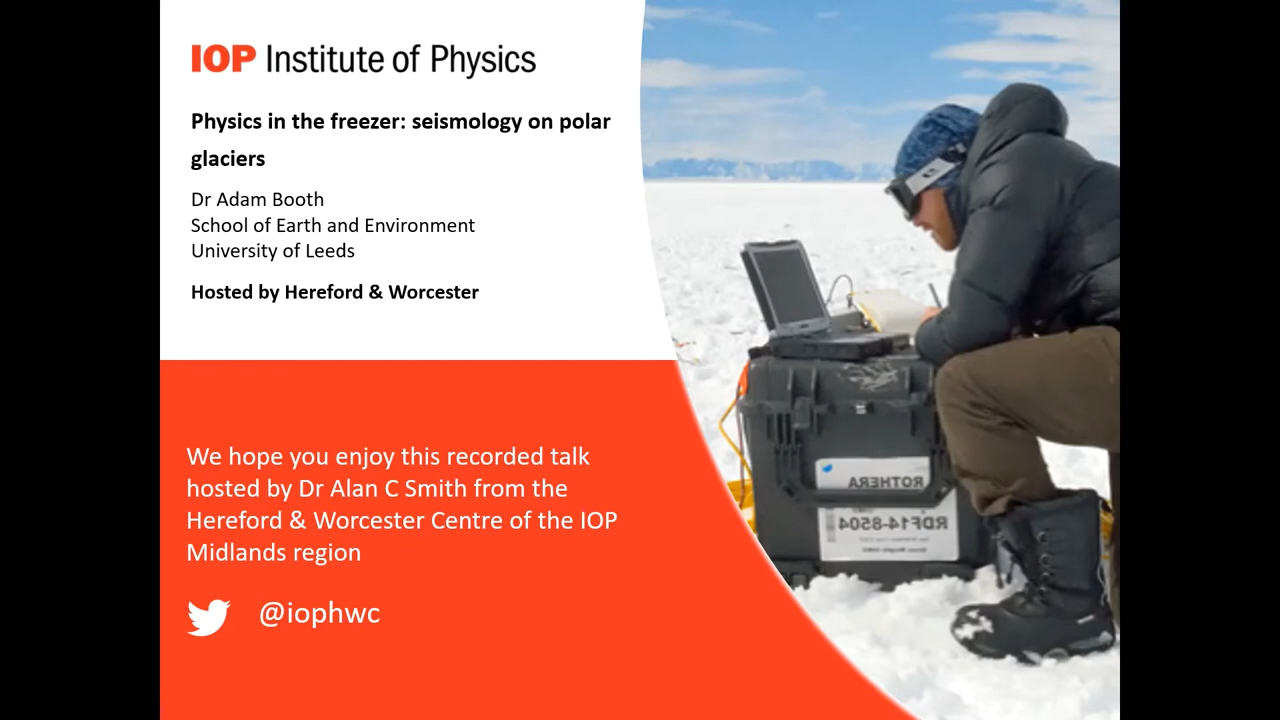 IOP Institute of Physics
Physics in the freezer: seismology on polar
glaciers
Dr Adam Booth
School of Earth and Environment
University of Leeds
Hosted by Hereford & Worcester
We hope you enjoy this recorded talk
hosted by Dr Alan C Smith from the
Hereford & Worcester Centre of the IOP
Midlands region
@iophwc
ROTHERA
RDF14-8504